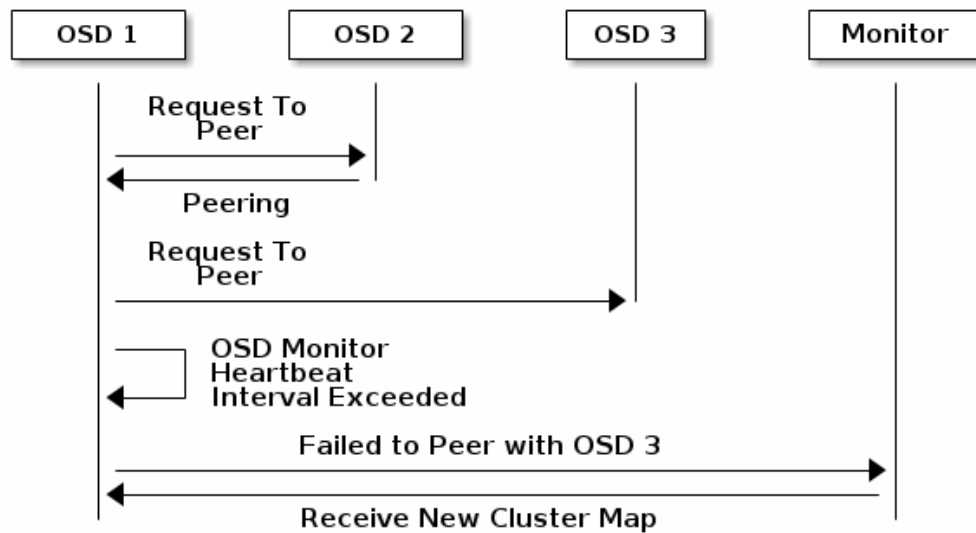 OSD 1
OSD 2
OSD 3
Monitor
Request To
Peer
Peering
Request To
Peer
OSD Monitor
Heartbeat
Interval Exceeded
Failed to Peer with OSD 3
Receive New Cluster Map